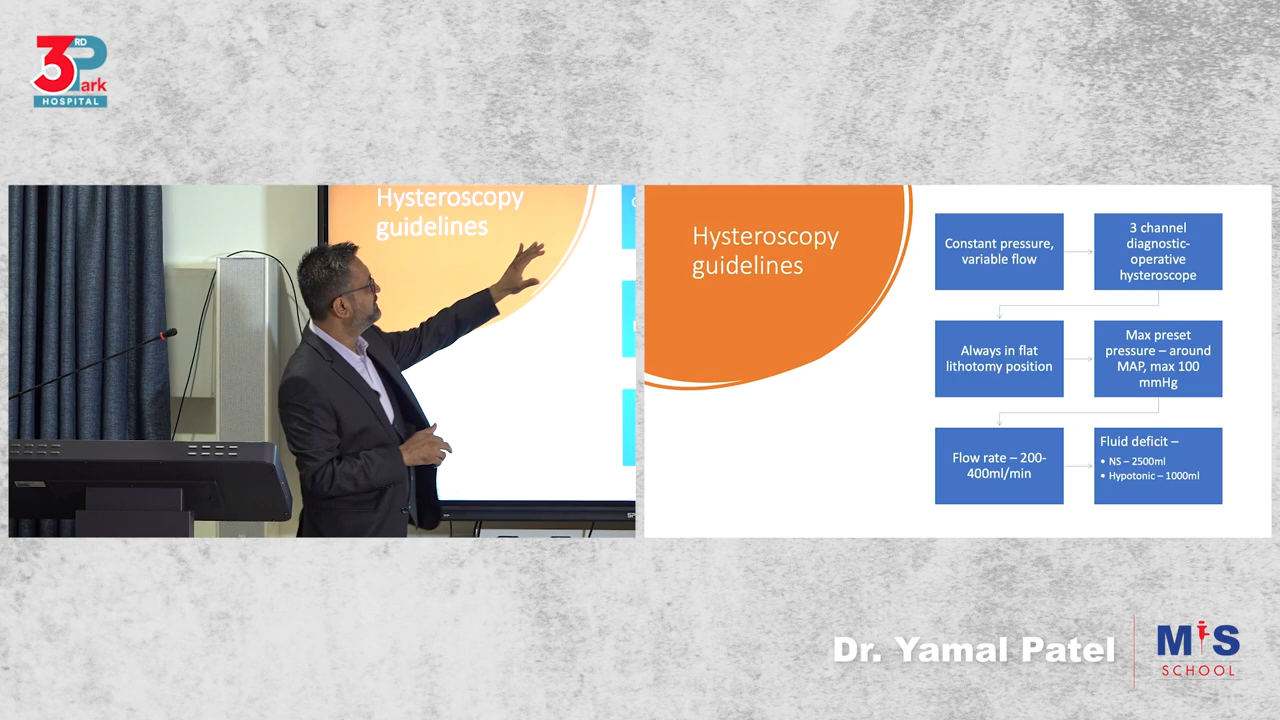 3RD Park
HOSPITAL
Hysteroscopy
guidelines
Hysteroscopy
guidelines
Constant pressure,
variable flow
3 channel
diagnostic-
operative
hysteroscope
Always in flat
lithotomy position
Max preset
pressure – around
MAP, max 100
mmHg
Flow rate – 200-
400ml/min
Fluid deficit –
• NS – 2500ml
• Hypotonic – 1000ml
Dr. Yamal Patel
MiS
SCHOOL